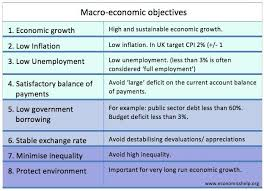 Macro-economic objectives
1. Economic growth
High and sustainable economic growth.
2. Low Inflation
Low inflation. In UK target CPI 2% (+/- 1
3. Low Unemployment
Low unemployment. (less than 3% is often
considered 'full employment')
4. Satisfactory balance of
payments
Avoid 'large' deficit on the current account balance
of payments.
5. Low government
borrowing
For example: public sector debt less than 60%.
Budget deficit less than 3%.
6. Stable exchange rate
Avoid destabilising devaluations/ appreciations
7. Minimise inequality
Avoid high inequality.
8. Protect environment
Important for very long run economic growth.
www.economicshelp.org